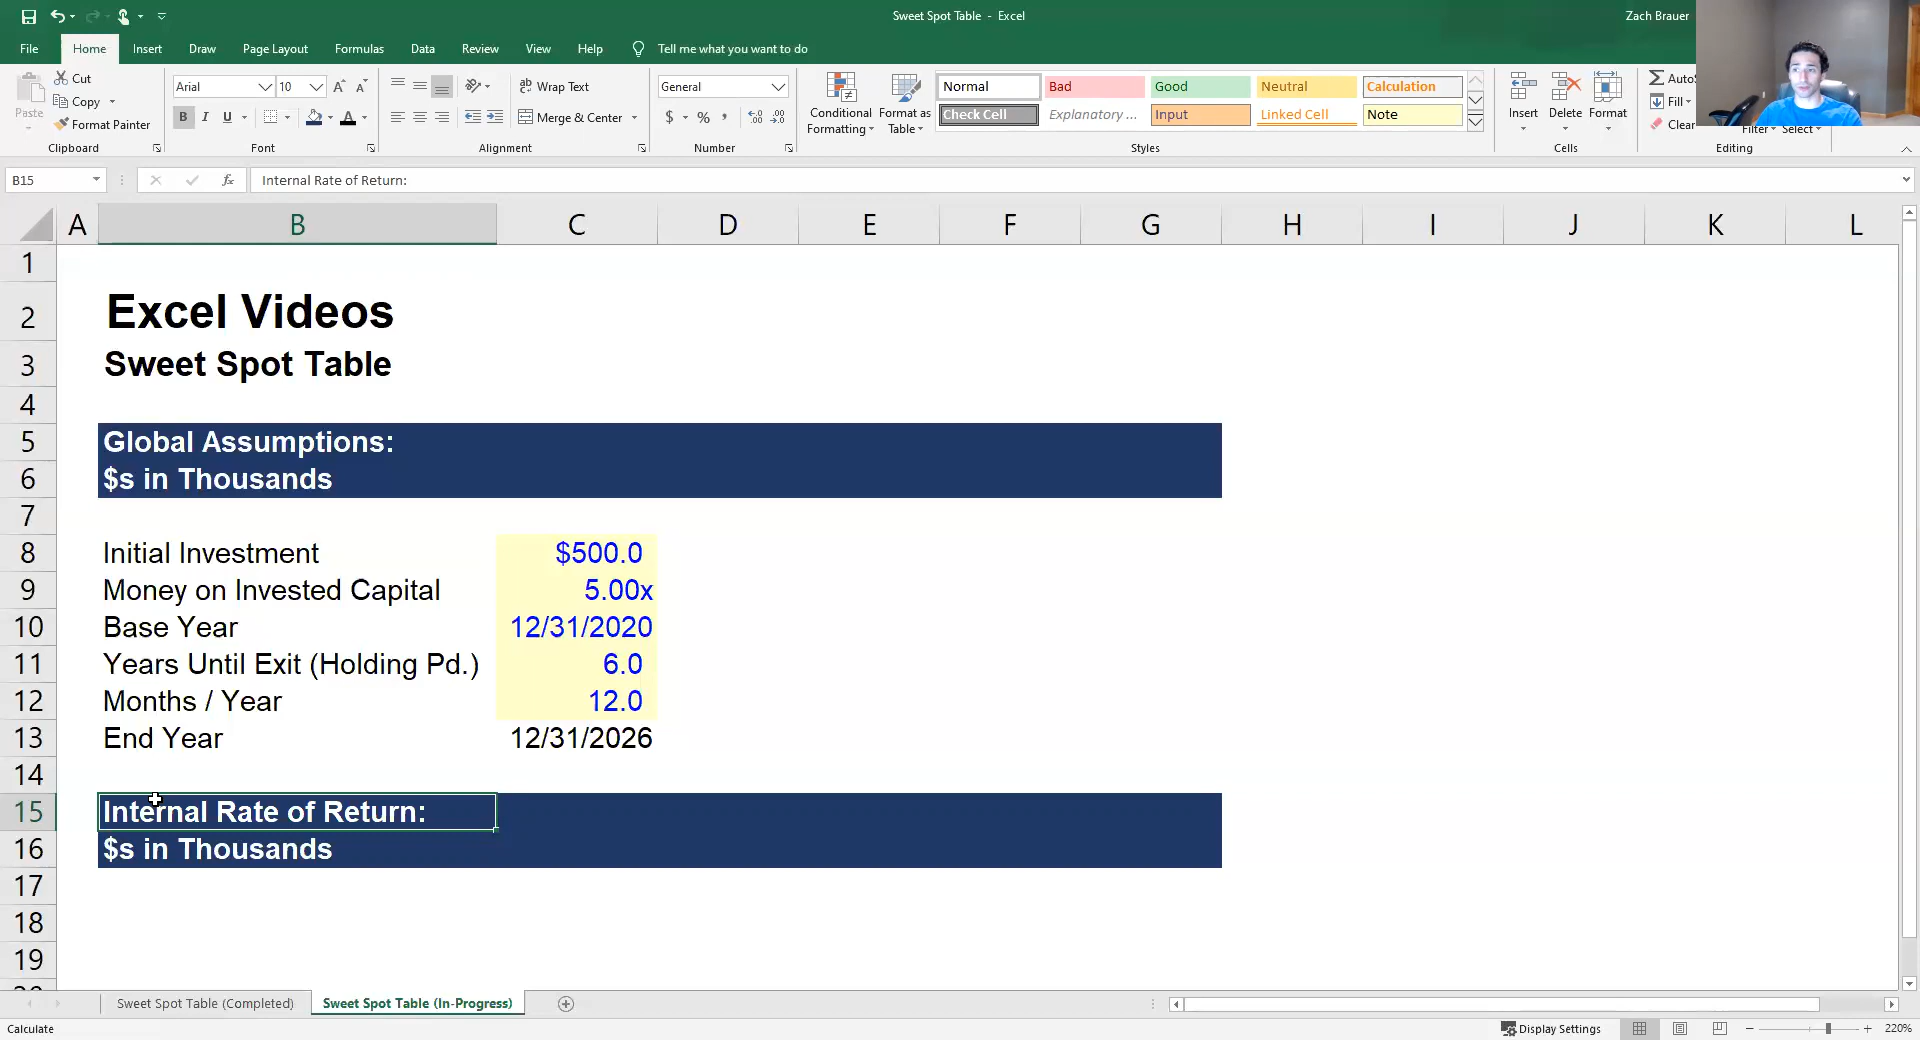 Sweet Spot Table - Excel
Zach Brauer
File Home Insert Draw Page Layout Formulas Data Review View Help Tell me what you want to do
Paste
Cut
Copy
Format Painter
Clipboard
Arial 10
B I U A
Font
Wrap Text
Merge & Center
Alignment
General
$ % ,
Number
Conditional Formatting
Format as Table
Normal Bad Good Neutral Calculation
Check Cell Explanatory ... Input Linked Cell Note
Styles
Insert Delete Format
Cells
Fill
Clear
Filter Select
Editing
B15
fx
Internal Rate of Return:
A B C D E F G H I J K L
1
2 Excel Videos
3 Sweet Spot Table
4
5 Global Assumptions:
6 $s in Thousands
7
8 Initial Investment $500.0
9 Money on Invested Capital 5.00x
10 Base Year 12/31/2020
11 Years Until Exit (Holding Pd.) 6.0
12 Months / Year 12.0
13 End Year 12/31/2026
14
15 Internal Rate of Return:
16 $s in Thousands
17
18
19
Sweet Spot Table (Completed) Sweet Spot Table (In-Progress)
Calculate
Display Settings
220%